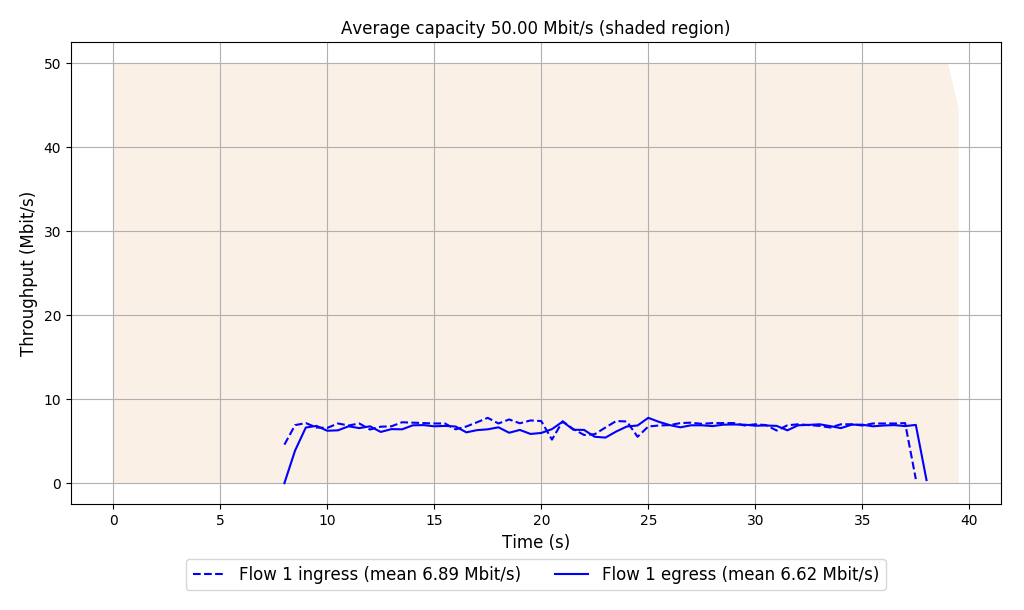 Average capacity 50.00 Mbit/s (shaded region)
Throughput (Mbit/s)
50
40
30
20
10
0
0 5 10 15 20 25 30 35 40
Time (s)
Flow 1 ingress (mean 6.89 Mbit/s) Flow 1 egress (mean 6.62 Mbit/s)